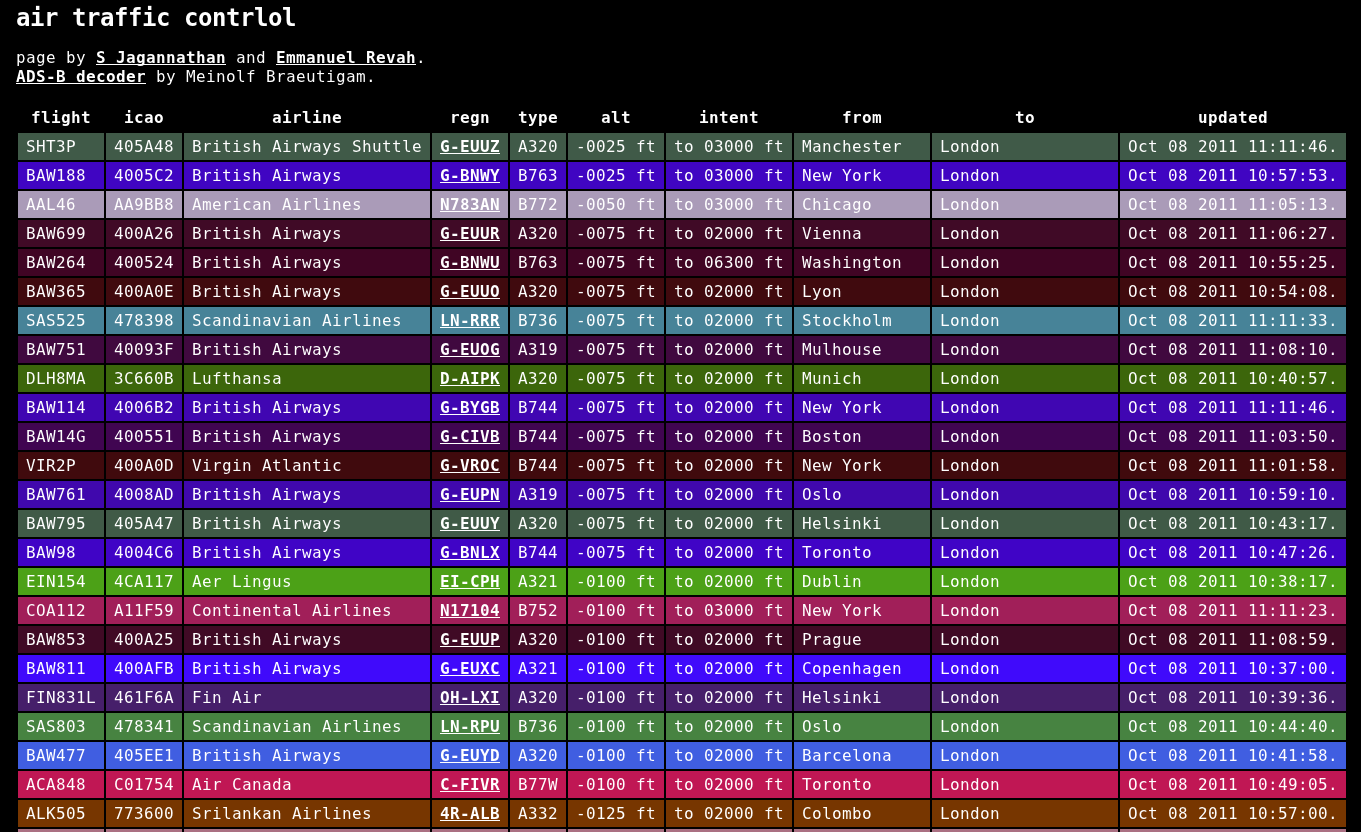 air traffic contrlol
page by S Jagannathan and Emmanuel Revah.
ADS-B decoder by Meinolf Braeutigam.
flight icao airline regn type alt intent from to updated
SHT3P 405A48 British Airways Shuttle G-EUUZ A320 -0025 ft to 03000 ft Manchester London Oct 08 2011 11:11:46.
BAW188 4005C2 British Airways G-BNWY B763 -0025 ft to 03000 ft New York London Oct 08 2011 10:57:53.
AAL46 AA9BB8 American Airlines N783AN B772 -0050 ft to 03000 ft Chicago London Oct 08 2011 11:05:13.
BAW699 400A26 British Airways G-EUUR A320 -0075 ft to 03000 ft Vienna London Oct 08 2011 11:06:27.
BAW264 400524 British Airways G-BNWU B763 -0075 ft to 06300 ft Washington London Oct 08 2011 10:55:25.
BAW365 400A0E British Airways G-EUUO A320 -0075 ft to 02000 ft Lyon London Oct 08 2011 10:54:08.
SAS525 478398 Scandinavian Airlines LN-RRR B736 -0075 ft to 02000 ft Stockholm London Oct 08 2011 11:11:33.
BAW751 40093F British Airways G-EUOG A319 -0075 ft to 02000 ft Mulhouse London Oct 08 2011 11:08:10.
DLH8MA 3C660B Lufthansa D-AIPK A320 -0075 ft to 02000 ft Munich London Oct 08 2011 10:40:57.
BAW114 4006B2 British Airways G-BYGB B744 -0075 ft to 02000 ft New York London Oct 08 2011 11:11:46.
BAW14G 400551 British Airways G-CIVB B744 -0075 ft to 02000 ft Boston London Oct 08 2011 11:03:50.
VIR2P 400A0D Virgin Atlantic G-VROC B744 -0075 ft to 02000 ft New York London Oct 08 2011 11:01:58.
BAW761 4008AD British Airways G-EUPN A319 -0075 ft to 02000 ft Oslo London Oct 08 2011 10:59:10.
BAW795 405A47 British Airways G-EUUY A320 -0075 ft to 02000 ft Helsinki London Oct 08 2011 10:43:17.
BAW98 4004C6 British Airways G-BNLX B744 -0075 ft to 02000 ft Toronto London Oct 08 2011 10:47:26.
EIN154 4CA117 Aer Lingus EI-CPH A321 -0100 ft to 02000 ft Dublin London Oct 08 2011 10:38:17.
COA112 A11F59 Continental Airlines N17104 B752 -0100 ft to 03000 ft New York London Oct 08 2011 11:11:23.
BAW853 400A25 British Airways G-EUUP A320 -0100 ft to 02000 ft Prague London Oct 08 2011 11:08:59.
BAW811 400AFB British Airways G-EUXC A321 -0100 ft to 02000 ft Copenhagen London Oct 08 2011 10:37:00.
FIN831L 461F6A Fin Air OH-LXI A320 -0100 ft to 02000 ft Helsinki London Oct 08 2011 10:39:36.
SAS803 478341 Scandinavian Airlines LN-RPU B736 -0100 ft to 02000 ft Oslo London Oct 08 2011 10:44:40.
BAW477 405EE1 British Airways G-EUYD A320 -0100 ft to 02000 ft Barcelona London Oct 08 2011 10:41:58.
ACA848 C01754 Air Canada C-FIVR B77W -0100 ft to 02000 ft Toronto London Oct 08 2011 10:49:05.
ALK505 773600 Srilankan Airlines 4R-ALB A332 -0125 ft to 02000 ft Colombo London Oct 08 2011 10:57:00.